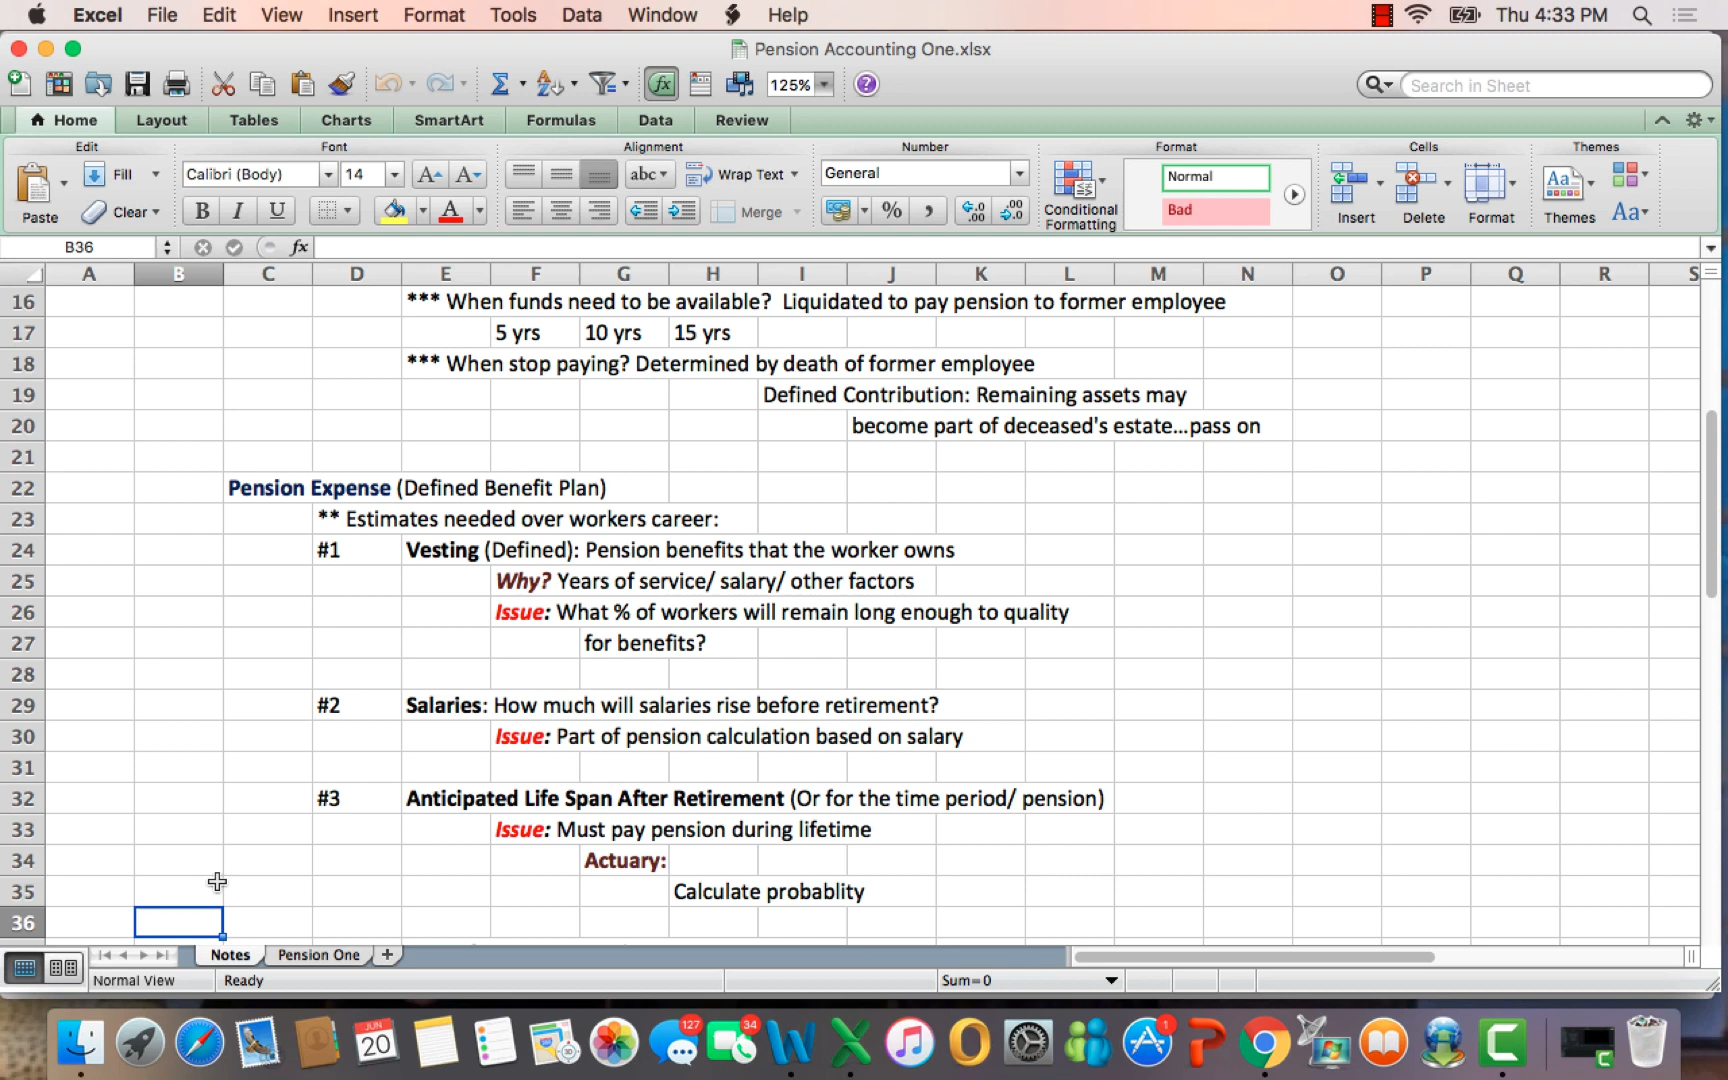 Excel File Edit View Insert Format Tools Data Window Help Thu 4:33 PM
Pension Accounting One.xlsx
125% Search in Sheet
Home Layout Tables Charts SmartArt Formulas Data Review
Edit Font Alignment Number Format Cells Themes
Fill Calibri (Body) 14 abc Wrap Text General Normal
Paste Clear B I U Merge % Conditional Formatting Bad Insert Delete Format Themes Aa
B36 fx
A B C D E F G H I J K L M N O P Q R S
16 *** When funds need to be available? Liquidated to pay pension to former employee
17 5 yrs 10 yrs 15 yrs
18 *** When stop paying? Determined by death of former employee
19 Defined Contribution: Remaining assets may
20 become part of deceased's estate...pass on
21
22 Pension Expense (Defined Benefit Plan)
23 ** Estimates needed over workers career:
24 #1 Vesting (Defined): Pension benefits that the worker owns
25 Why? Years of service/ salary/ other factors
26 Issue: What % of workers will remain long enough to quality
27 for benefits?
28
29 #2 Salaries: How much will salaries rise before retirement?
30 Issue: Part of pension calculation based on salary
31
32 #3 Anticipated Life Span After Retirement (Or for the time period/ pension)
33 Issue: Must pay pension during lifetime
34 Actuary:
35 Calculate probablity
36
Notes Pension One +
Normal View Ready Sum=0
JUN 20 127 34 1